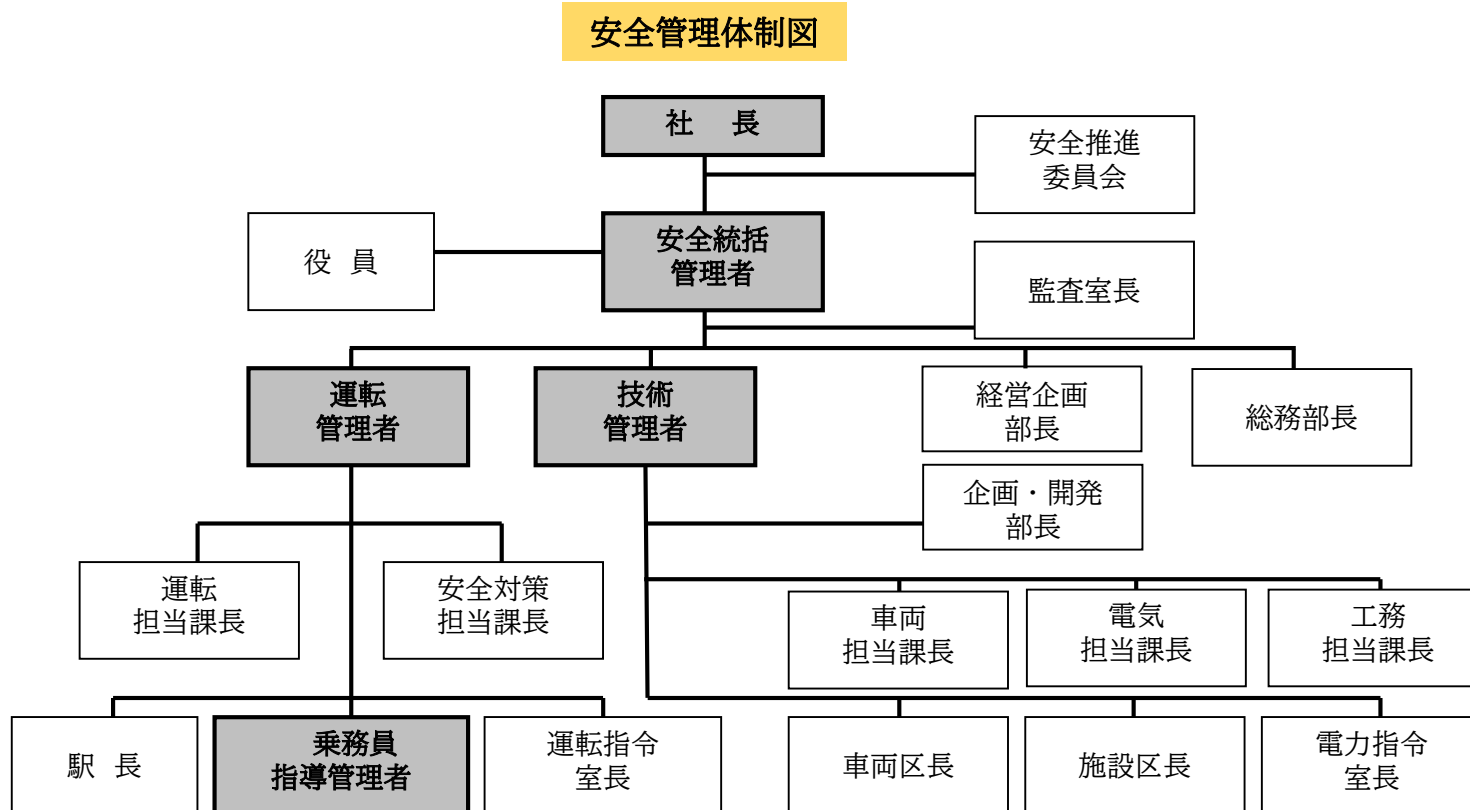 安全管理体制図
社 長
安全推進
委員会
役 員
安全統括
管理者
監査室長
運転
管理者
技術
管理者
経営企画
部長
総務部長
企画・開発
部長
運転
担当課長
安全対策
担当課長
車両
担当課長
電気
担当課長
工務
担当課長
駅 長
乗務員
指導管理者
運転指令
室長
車両区長
施設区長
電力指令
室長